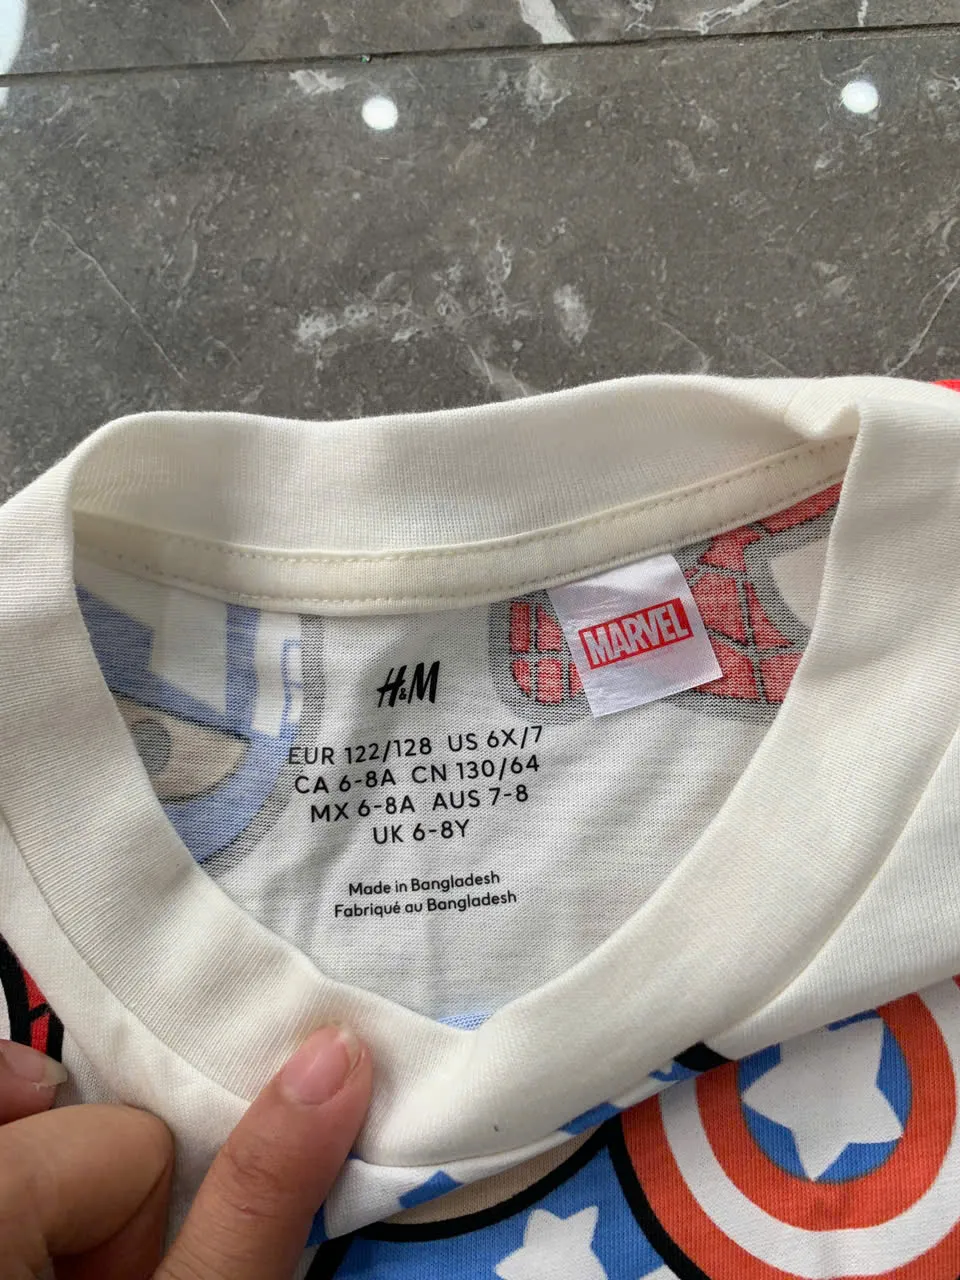 MARVEL
H&M
EUR 122/128 US 6X/7
CA 6-8A CN 130/64
MX 6-8A AUS 7-8
UK 6-8Y
Made in Bangladesh
Fabriqué au Bangladesh